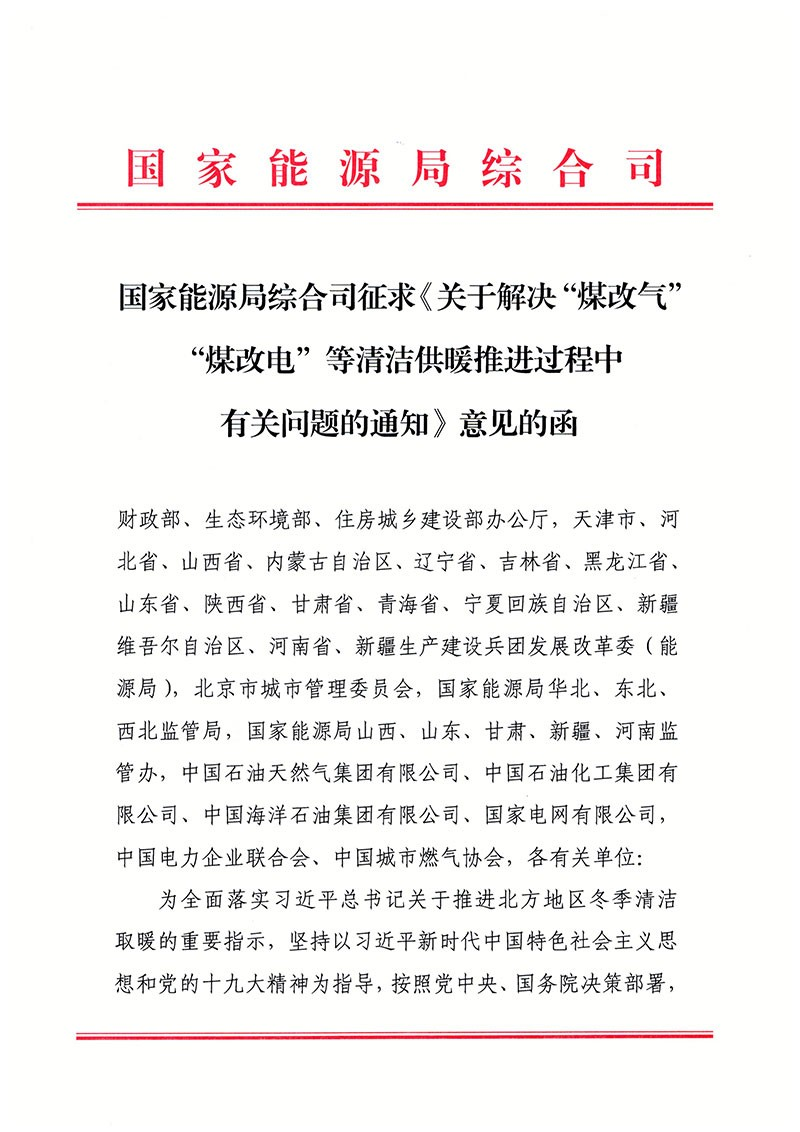 国家能源局综合司
国家能源局综合司征求《关于解决“煤改气”
“煤改电”等清洁供暖推进过程中
有关问题的通知》意见的函
财政部、生态环境部、住房城乡建设部办公厅，天津市、河
北省、山西省、内蒙古自治区、辽宁省、吉林省、黑龙江省、
山东省、陕西省、甘肃省、青海省、宁夏回族自治区、新疆
维吾尔自治区、河南省、新疆生产建设兵团发展改革委（能
源局），北京市城市管理委员会，国家能源局华北、东北、
西北监管局，国家能源局山西、山东、甘肃、新疆、河南监
管办，中国石油天然气集团有限公司、中国石油化工集团有
限公司、中国海洋石油集团有限公司、国家电网有限公司，
中国电力企业联合会、中国城市燃气协会，各有关单位：
为全面落实习近平总书记关于推进北方地区冬季清洁
取暖的重要指示，坚持以习近平新时代中国特色社会主义思
想和党的十九大精神为指导，按照党中央、国务院决策部署，